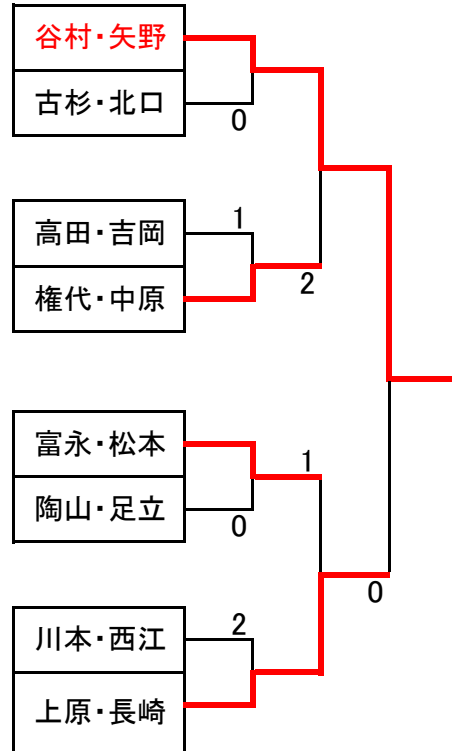 谷村・矢野
古杉・北口
0
高田・吉岡
1
権代・中原
2
富永・松本
1
陶山・足立
0
0
川本・西江
2
上原・長崎